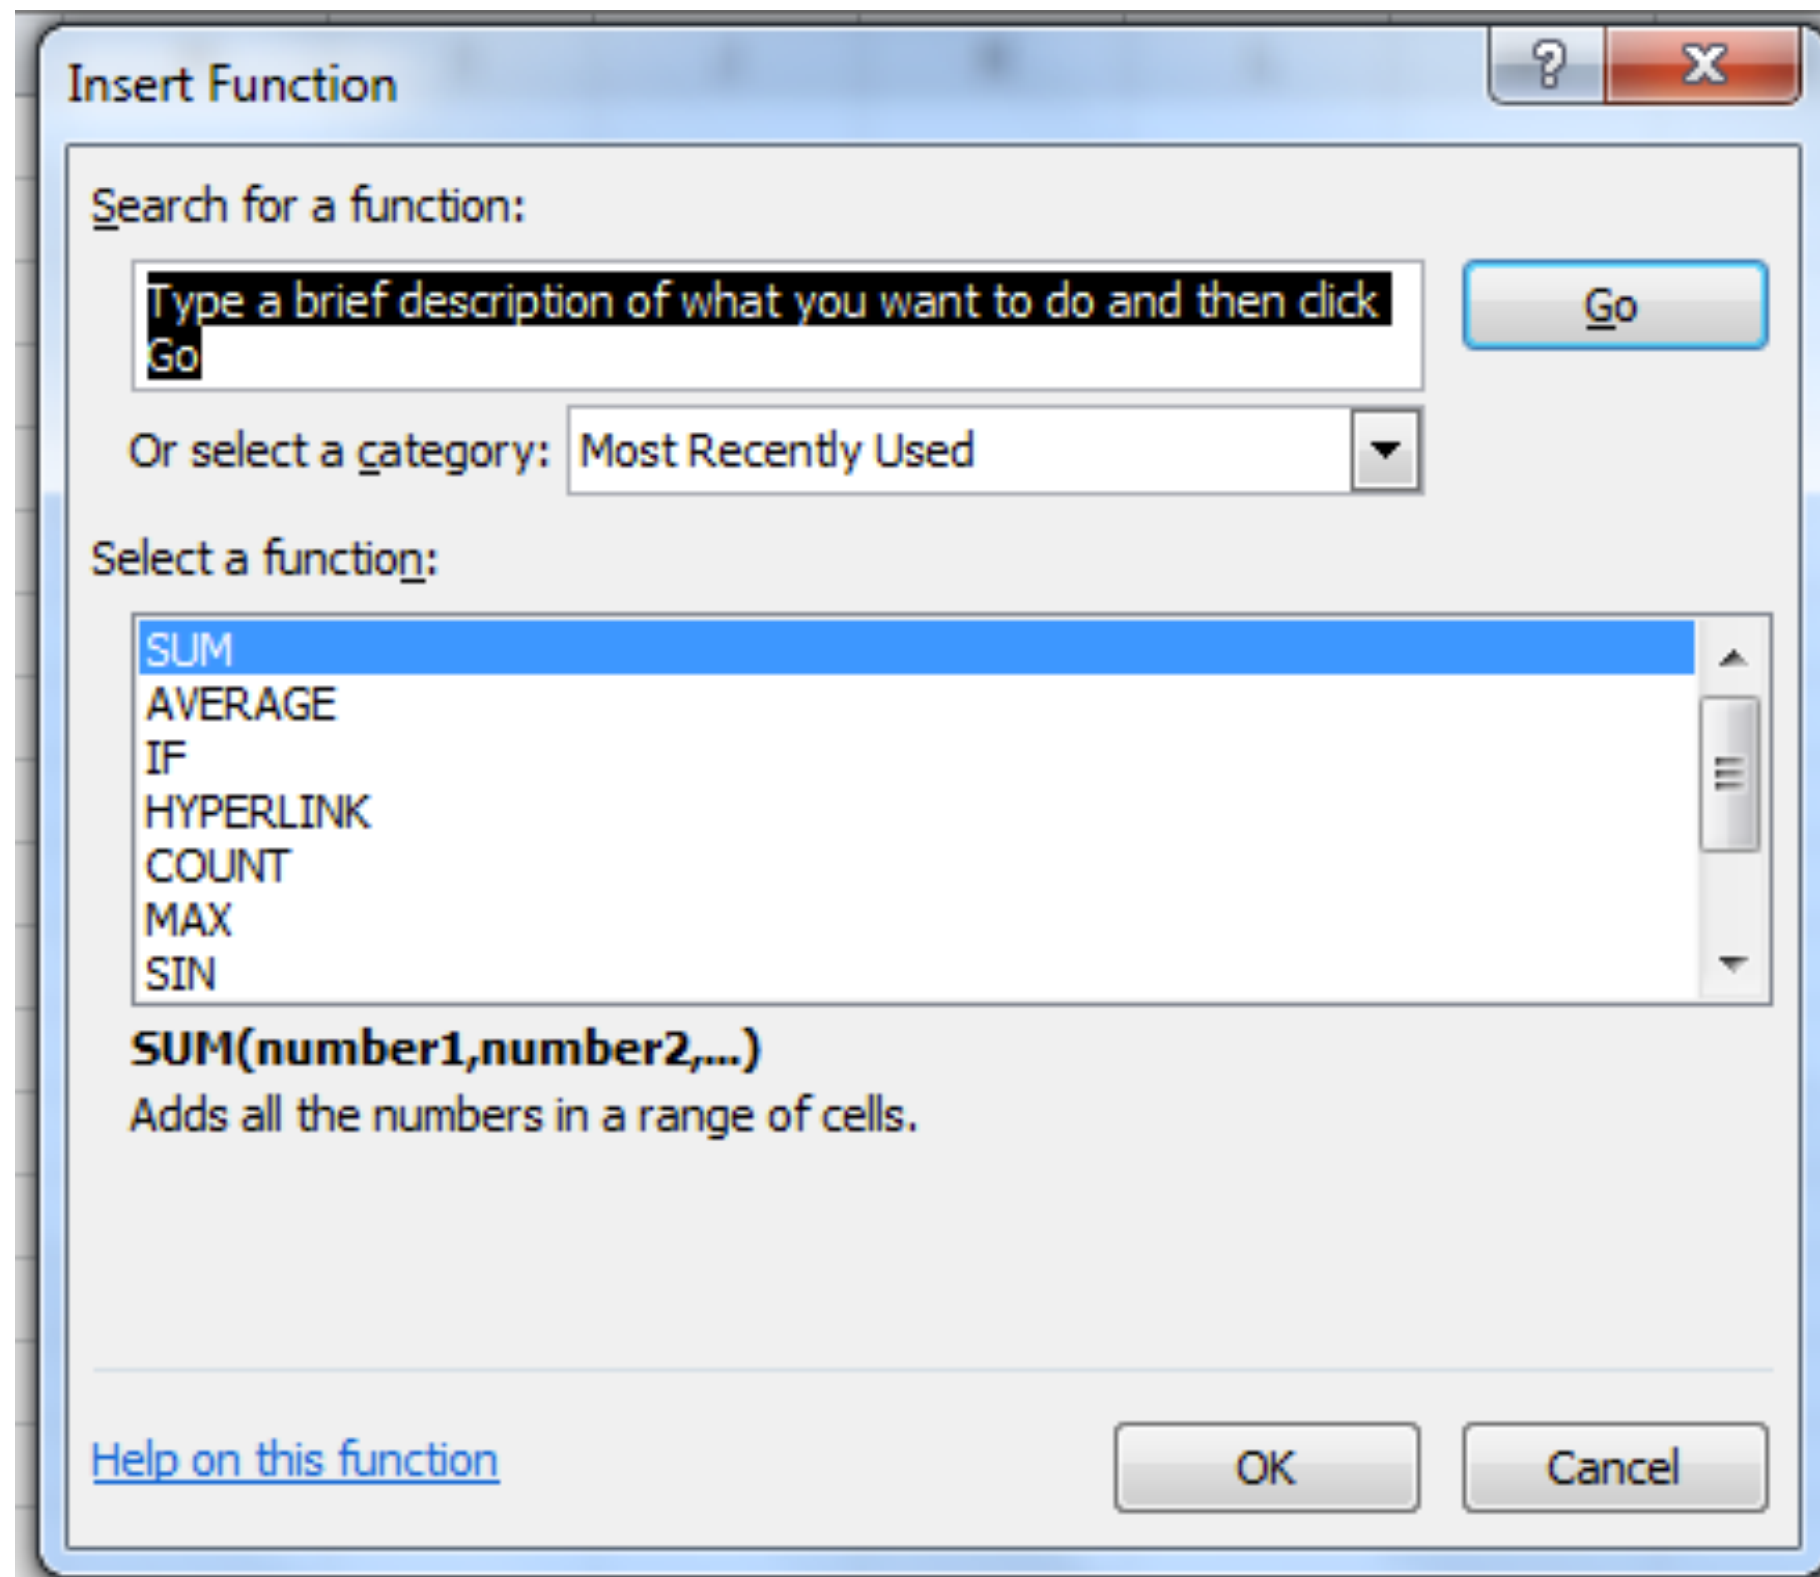 Insert Function
Search for a function:
Type a brief description of what you want to do and then click
Go
Go
Or select a category: Most Recently Used
Select a function:
SUM
AVERAGE
IF
HYPERLINK
COUNT
MAX
SIN
SUM(number1,number2,...)
Adds all the numbers in a range of cells.
Help on this function
OK
Cancel